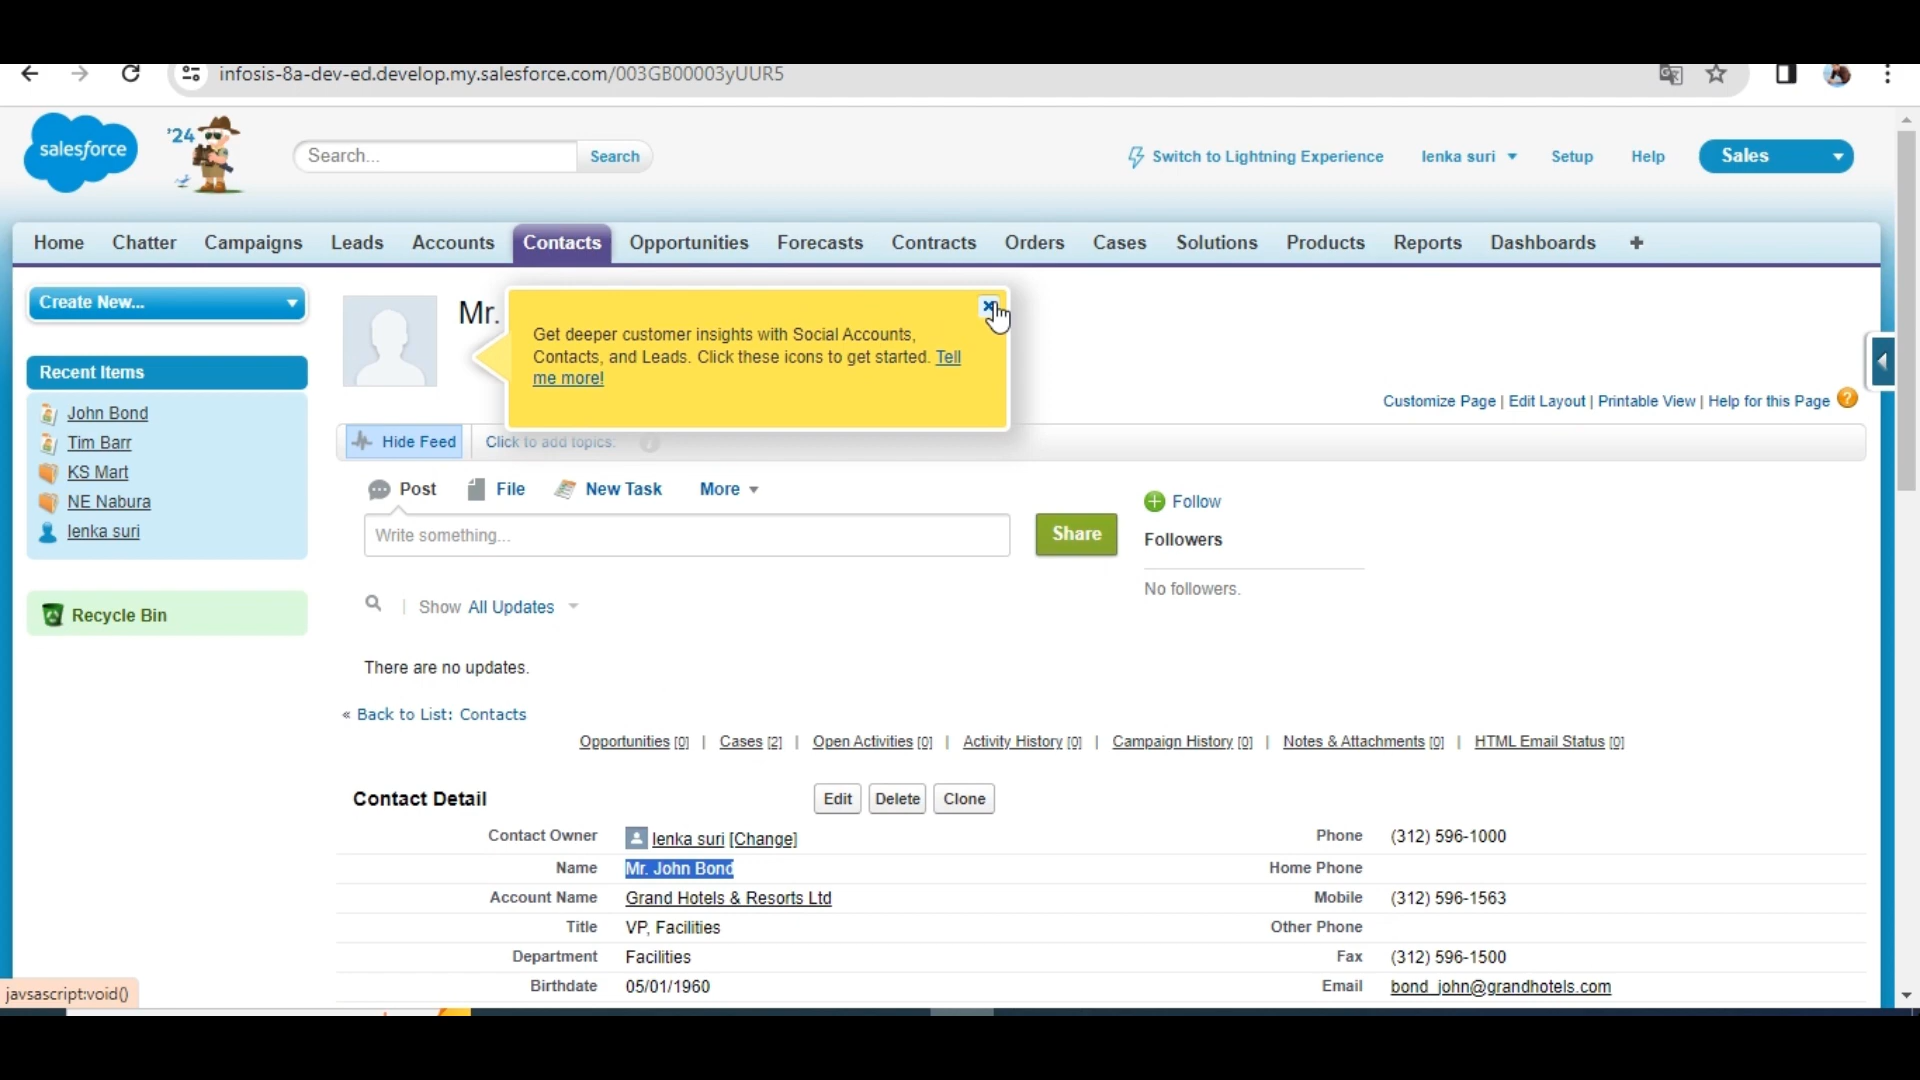 infosis-8a-dev-ed.develop.my.salesforce.com/003GB00003yUUR5
salesforce
'24
Search...
Search
Switch to Lightning Experience
lenka suri
Setup
Help
Sales
Home
Chatter
Campaigns
Leads
Accounts
Contacts
Opportunities
Forecasts
Contracts
Orders
Cases
Solutions
Products
Reports
Dashboards
+
Create New...
Recent Items
John Bond
Tim Barr
KS Mart
NE Nabura
lenka suri
Recycle Bin
Mr.
Get deeper customer insights with Social Accounts,
Contacts, and Leads. Click these icons to get started. Tell
me more!
Customize Page | Edit Layout | Printable View | Help for this Page ?
Hide Feed
Click to add topics:
Post
File
New Task
More
Write something...
Share
Follow
Followers
No followers.
Show All Updates
There are no updates.
« Back to List: Contacts
Opportunities [0] | Cases [2] | Open Activities [0] | Activity History [0] | Campaign History [0] | Notes & Attachments [0] | HTML Email Status [0]
Contact Detail
Edit
Delete
Clone
Contact Owner lenka suri [Change] Phone (312) 596-1000
Name Mr. John Bond Home Phone
Account Name Grand Hotels & Resorts Ltd Mobile (312) 596-1563
Title VP, Facilities Other Phone
Department Facilities Fax (312) 596-1500
Birthdate 05/01/1960 Email bond_john@grandhotels.com
javsascript:void()